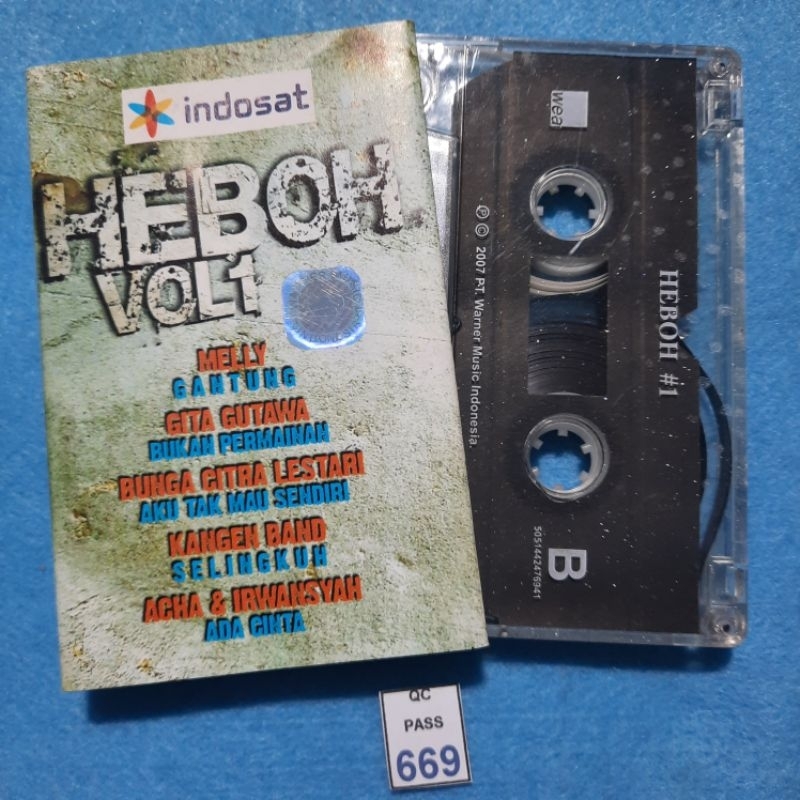 indosat
HEBOH
VOL1
MELLY
GANTUNG
GITA GUTAWA
BUKAN PERMAINAN
BUNGA CITRA LESTARI
AKU TAK MAU SENDIRI
KANGEN BAND
SELINGKUH
ACHA & IRWANSYAH
ADA CINTA
wea
℗ © 2007 PT. Warner Music Indonesia.
HEBOH #1
B
5051442476941
QC
PASS
669